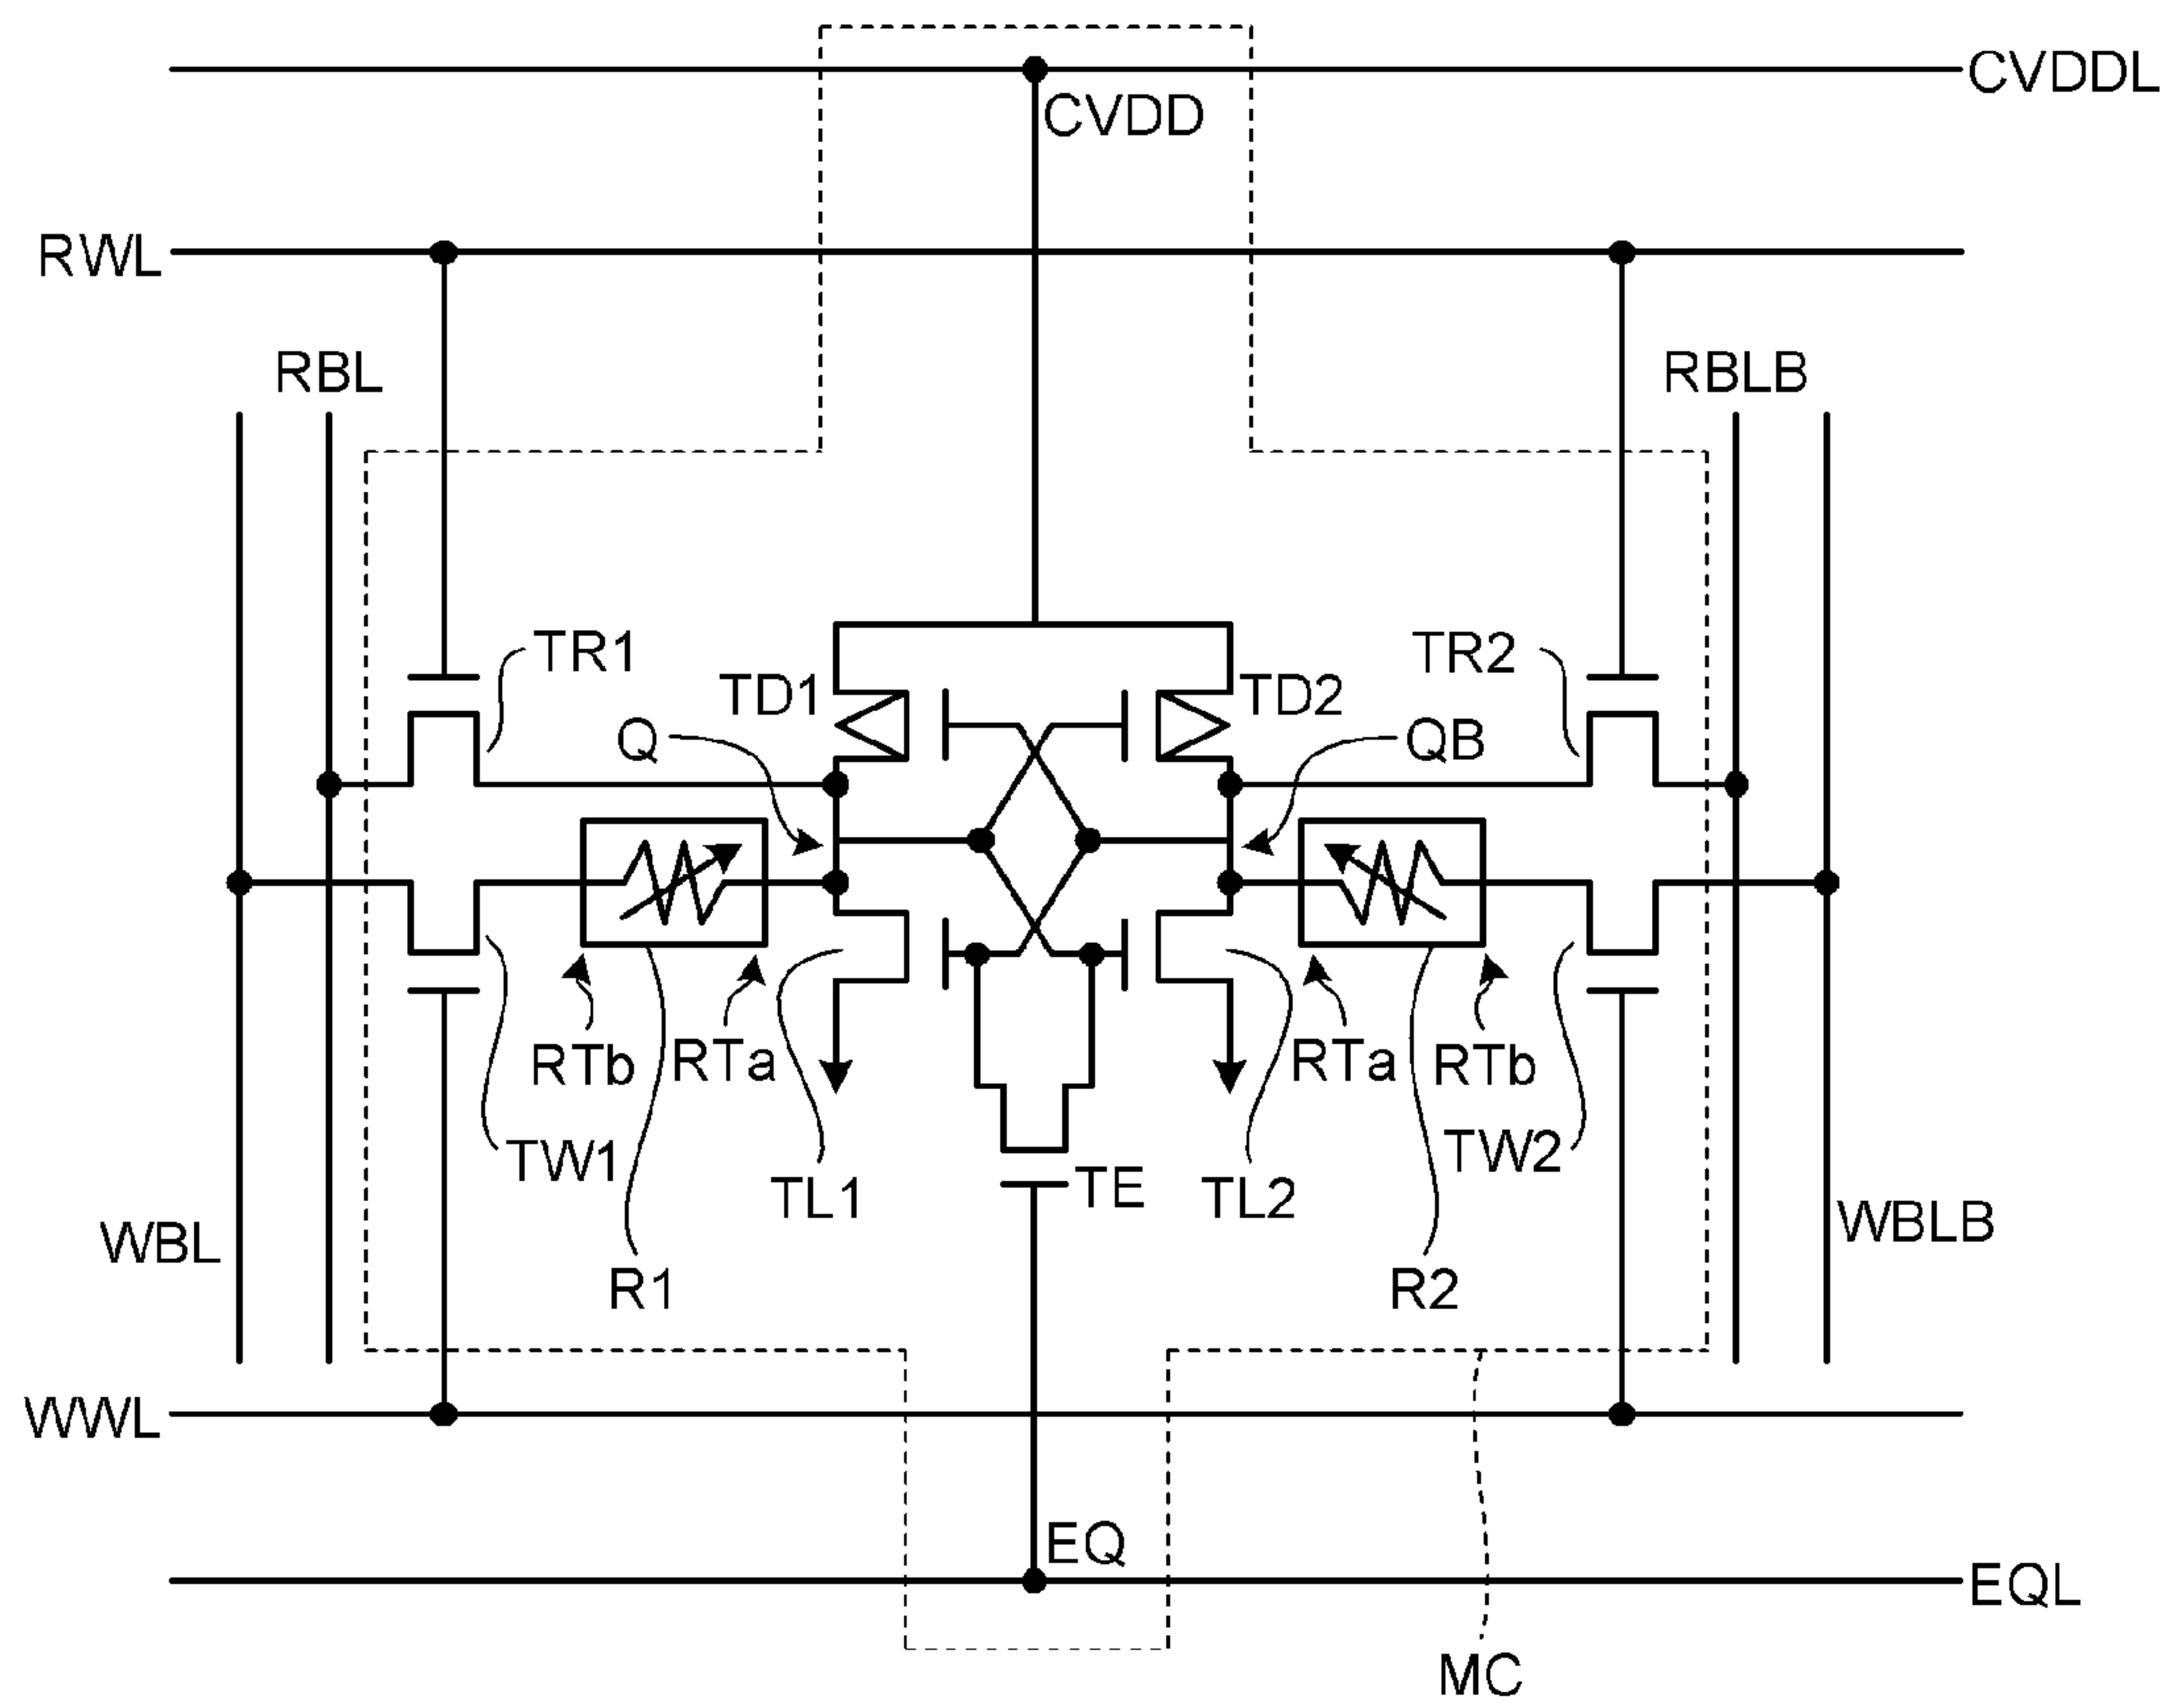 CVDDL
CVDD
RWL
RBL
RBLB
TR1
TR2
TD1
TD2
Q
QB
RTb
RTa
RTa
RTb
TW1
TW2
TL1
TE
TL2
WBL
WBLB
R1
R2
WWL
EQ
EQL
MC